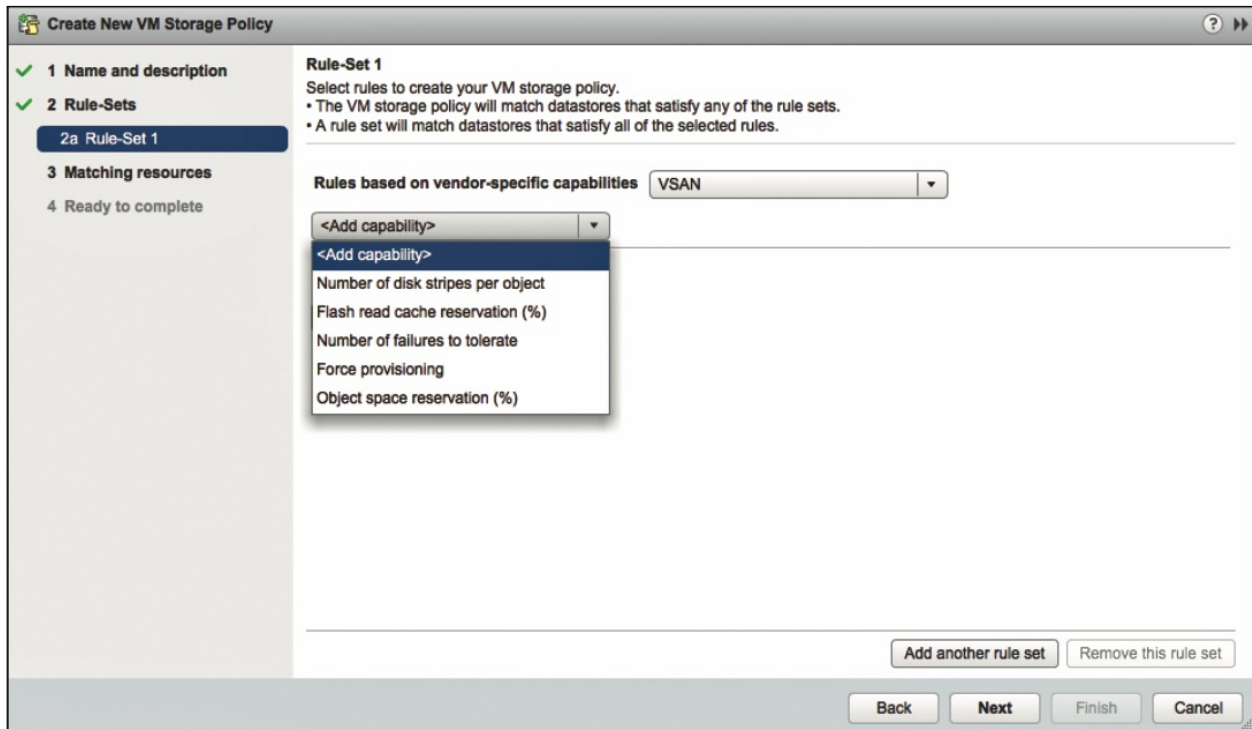 Create New VM Storage Policy
1 Name and description
2 Rule-Sets
2a Rule-Set 1
3 Matching resources
4 Ready to complete
Rule-Set 1
Select rules to create your VM storage policy.
• The VM storage policy will match datastores that satisfy any of the rule sets.
• A rule set will match datastores that satisfy all of the selected rules.
Rules based on vendor-specific capabilities VSAN
<Add capability>
<Add capability>
Number of disk stripes per object
Flash read cache reservation (%)
Number of failures to tolerate
Force provisioning
Object space reservation (%)
Add another rule set Remove this rule set
Back Next Finish Cancel